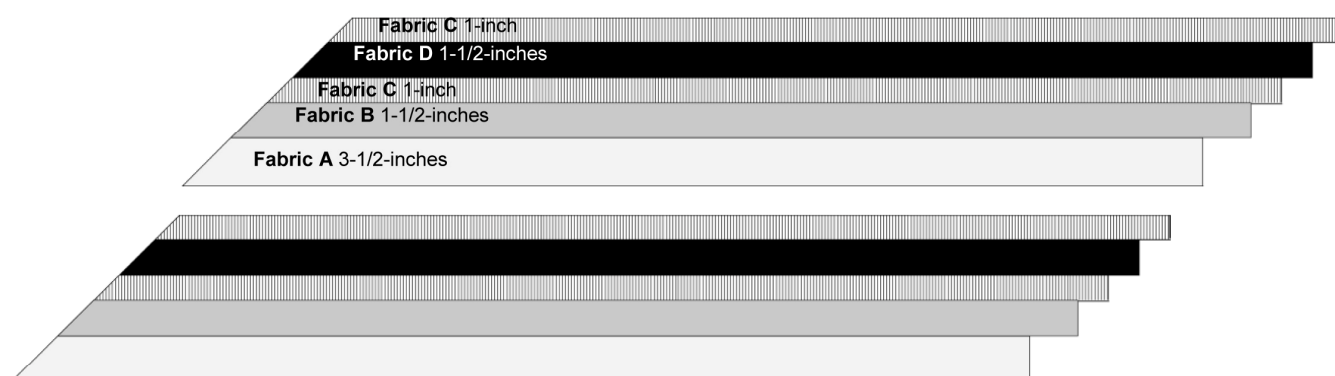 Fabric C 1-inch
Fabric D 1-1/2-inches
Fabric C 1-inch
Fabric B 1-1/2-inches
Fabric A 3-1/2-inches